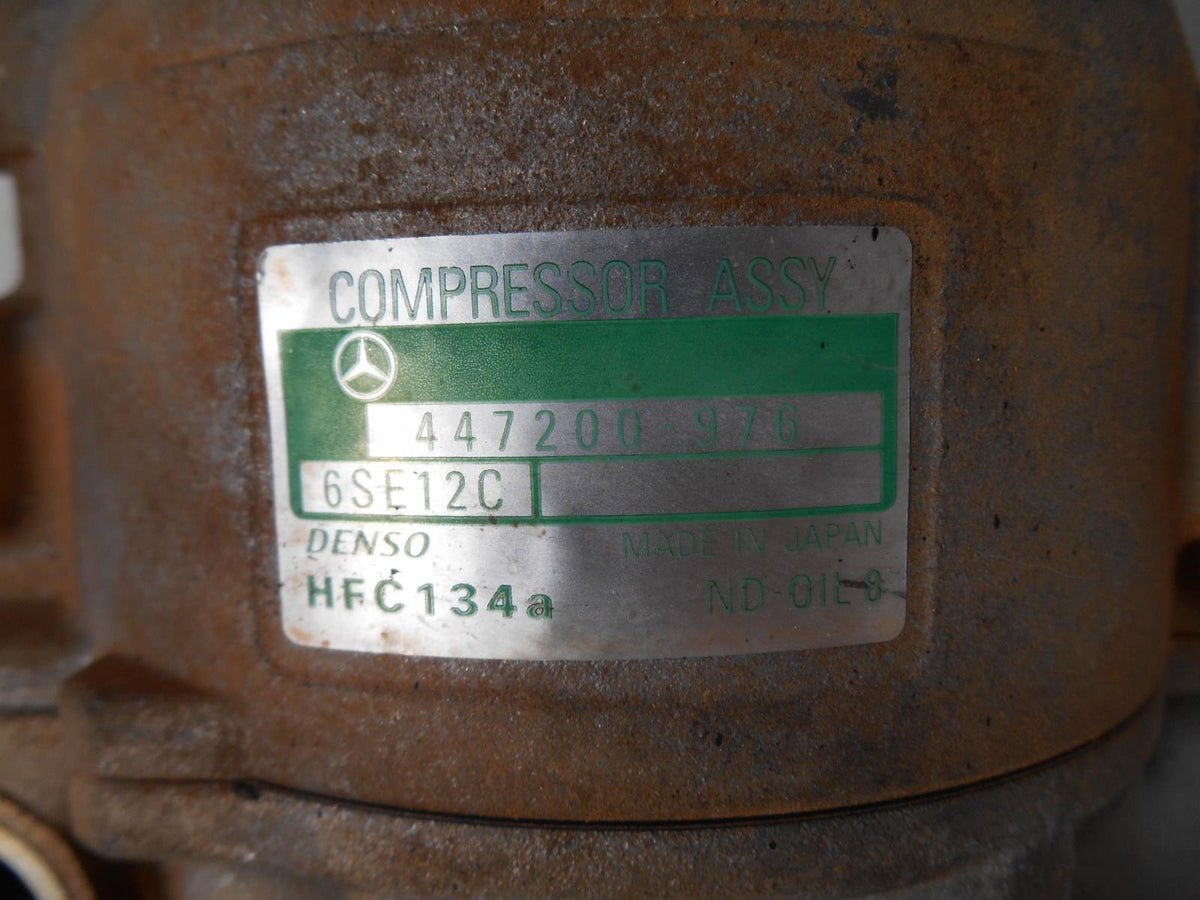 COMPRESSOR ASSY
447200-976
6SE12C
DENSO MADE IN JAPAN
HFC134a ND-OIL 8